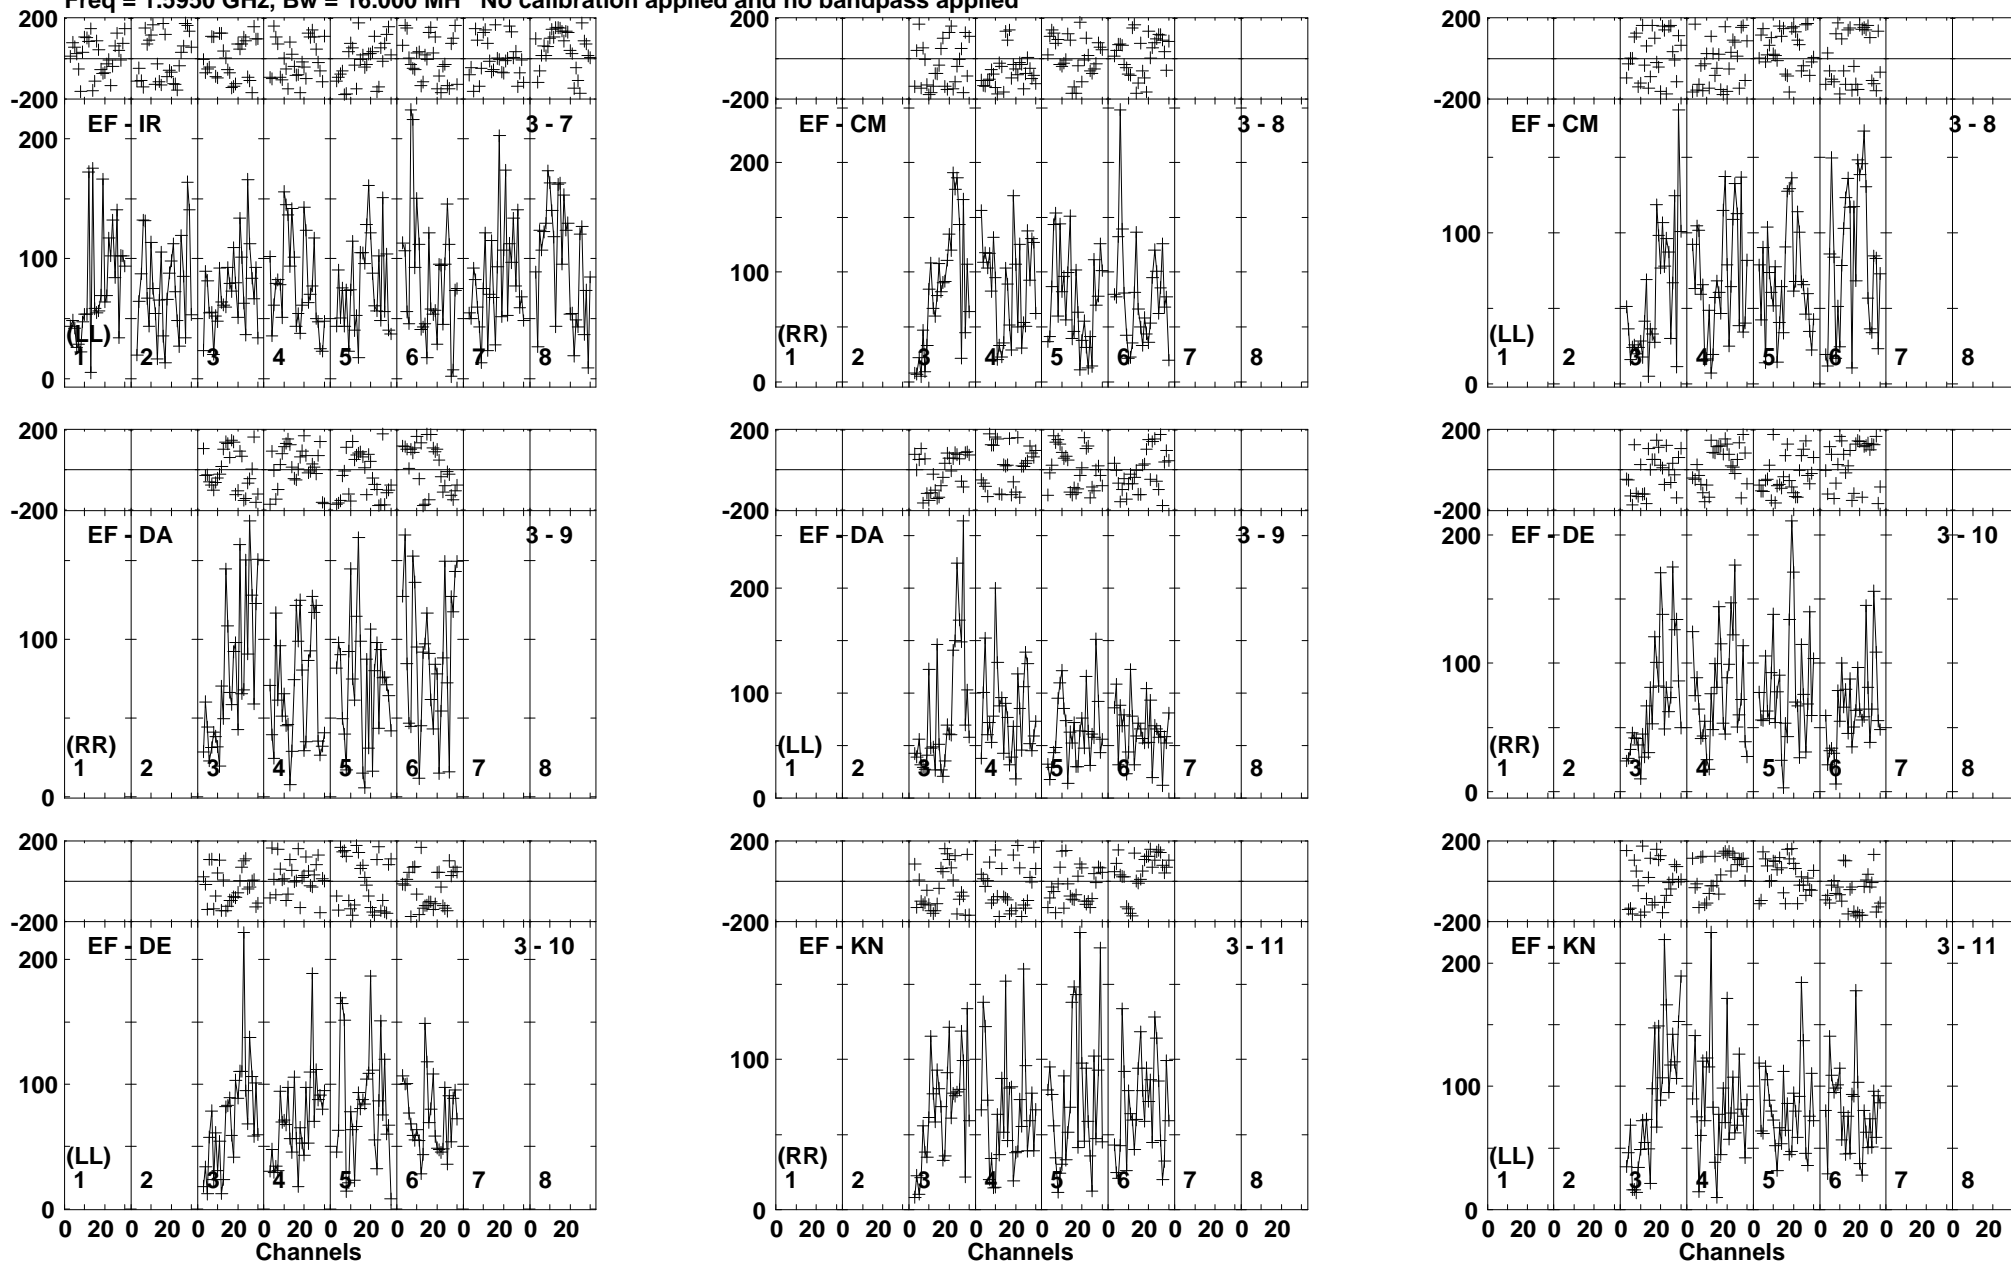 Freq = 1.5950 GHz, Bw = 16.000 MH No calibration applied and no bandpass applied
200
-200
EF - IR 3 - 7
200
100
0
(LL)
1 2 3 4 5 6 7 8
200
-200
EF - CM 3 - 8
200
100
0
(RR)
1 2 3 4 5 6 7 8
200
-200
EF - CM 3 - 8
100
0
(LL)
1 2 3 4 5 6 7 8
200
-200
EF - DA 3 - 9
100
0
(RR)
1 2 3 4 5 6 7 8
200
-200
EF - DA 3 - 9
200
100
0
(LL)
1 2 3 4 5 6 7 8
200
-200
EF - DE 3 - 10
200
100
0
(RR)
1 2 3 4 5 6 7 8
200
-200
EF - DE 3 - 10
200
100
0
(LL)
1 2 3 4 5 6 7 8
0 20 0 20 0 20 0 20 0 20 0 20 0 20 0 20
Channels
200
-200
EF - KN 3 - 11
100
0
(RR)
1 2 3 4 5 6 7 8
0 20 0 20 0 20 0 20 0 20 0 20 0 20 0 20
Channels
200
-200
EF - KN 3 - 11
200
100
0
(LL)
1 2 3 4 5 6 7 8
0 20 0 20 0 20 0 20 0 20 0 20 0 20 0 20
Channels